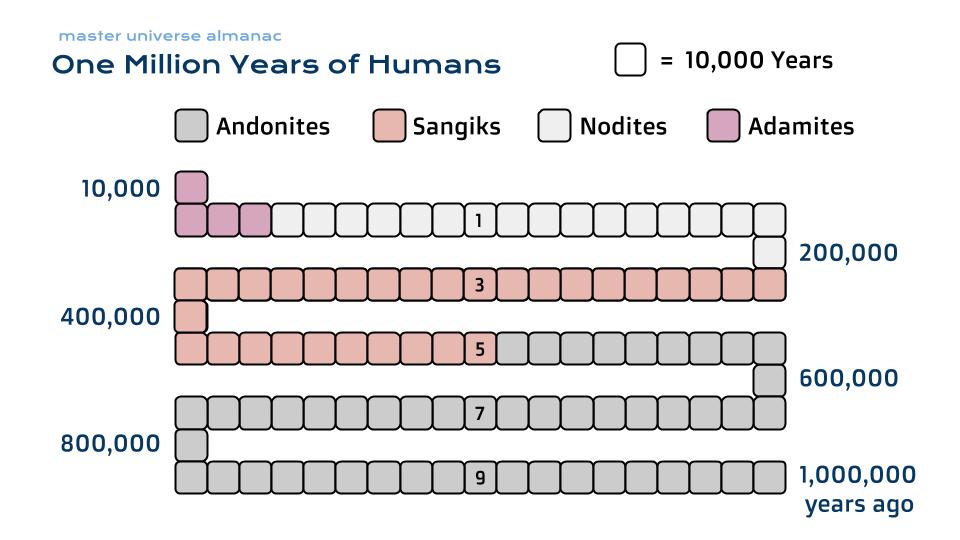 master universe almanac
One Million Years of Humans
= 10,000 Years
Andonites
Sangiks
Nodites
Adamites
10,000
1
200,000
3
400,000
5
600,000
7
800,000
9
1,000,000
years ago